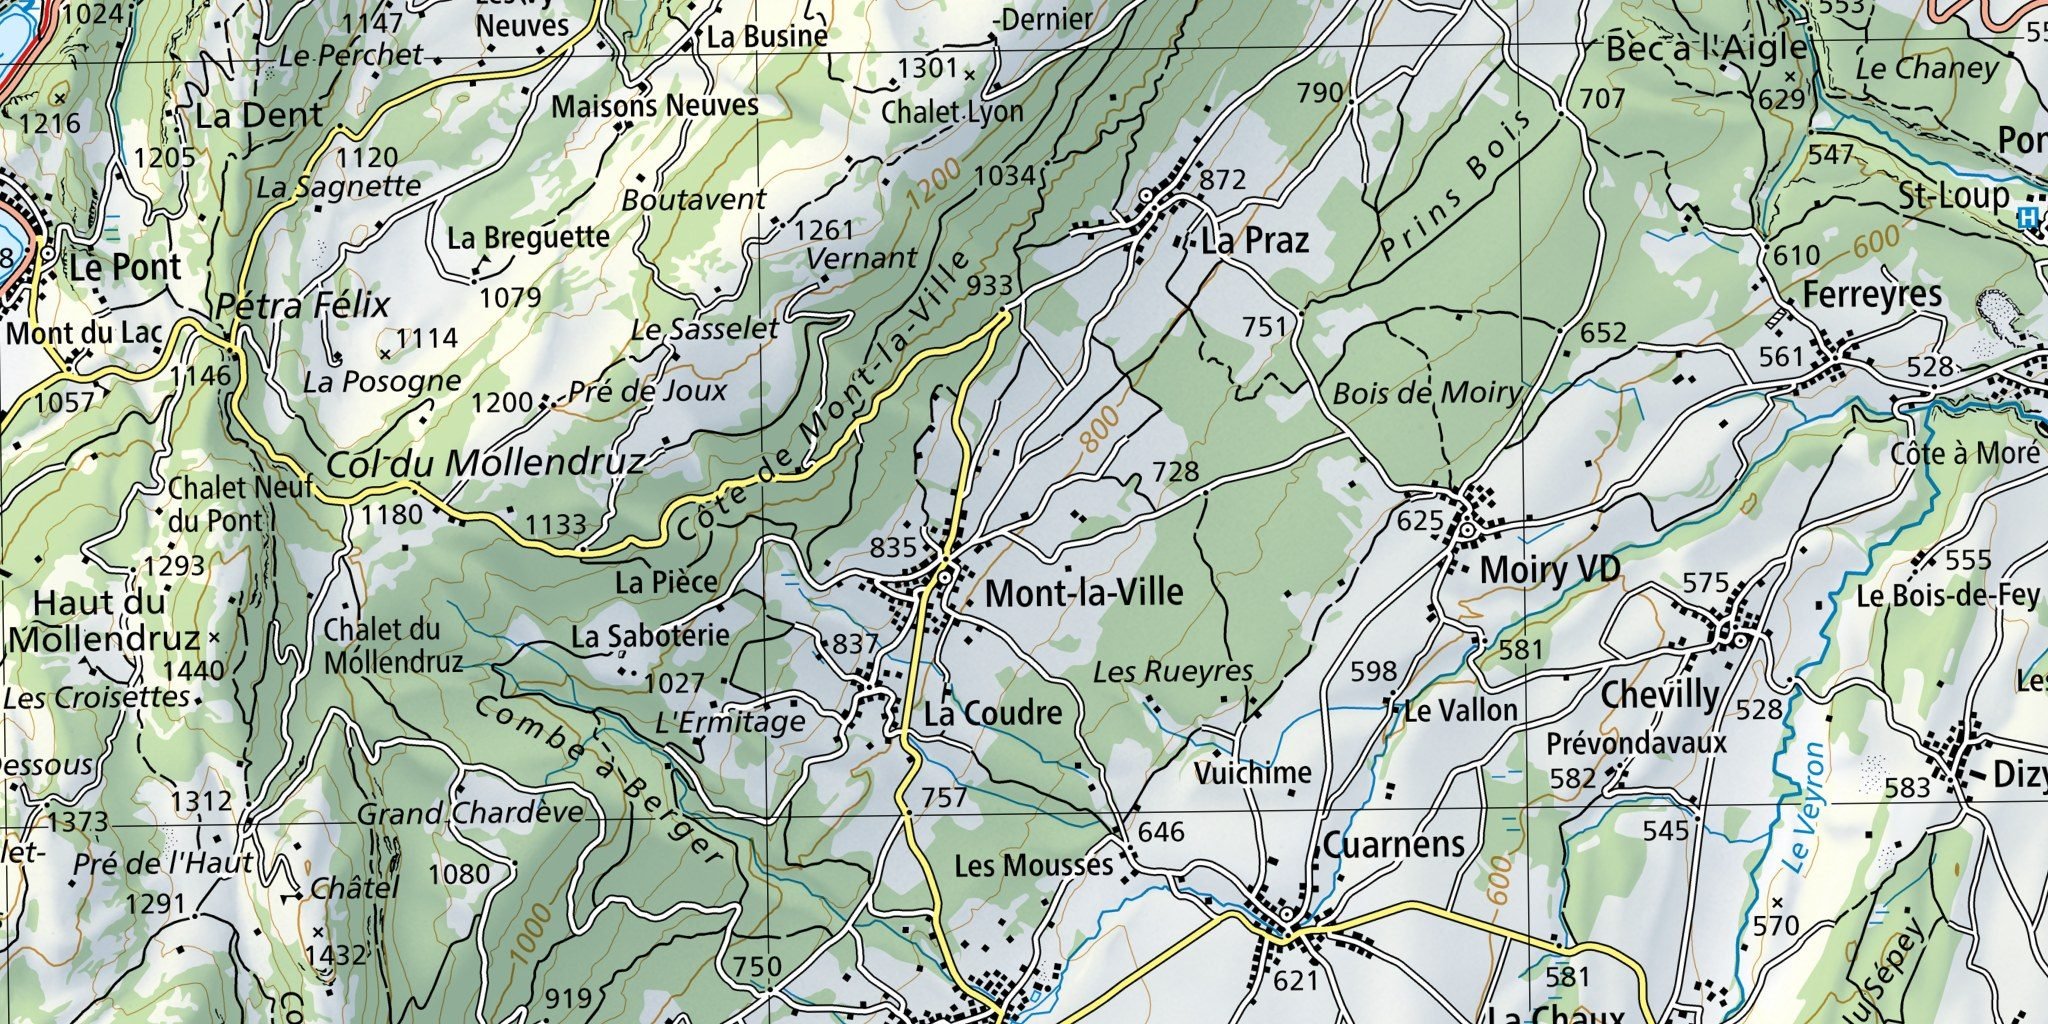 1024
1147
Neuves
La Busine
-Dernier
553
Le Perchet
1301
790
707
Bec à l'Aigle
629
Le Chaney
1216
La Dent
Maisons Neuves
Chalet Lyon
1205
1120
1200
1034
872
Prins Bois
547
La Sagnette
Boutavent
St-Loup
H
La Breguette
1261
Vernant
La Praz
610
600
8
Le Pont
1079
933
Ferreyres
Pétra Félix
Mont du Lac
1114
Le Sasselet
751
652
561
528
1146
La Posogne
1057
1200
Pré de Joux
Côte de Mont-la-Ville
Bois de Moiry
800
Col du Mollendruz
728
Côte à Moré
Chalet Neuf
du Pont
1180
1133
625
1293
835
Moiry VD
555
La Pièce
Mont-la-Ville
575
Le Bois-de-Fey
Haut du
Mollendruz
Chalet du
Mollendruz
La Saboterie
837
581
1440
1027
Les Rueyres
598
Les Croisettes
L'Ermitage
La Coudre
Le Vallon
Chevilly
528
Combe à Berger
Prévondavaux
582
Vuichime
583
1312
Grand Chardève
757
1373
646
545
Le Veyron
Pré de l'Haut
Châtel
1080
Les Mousses
Cuarnens
600
1291
1432
1000
570
750
621
581
919
La Chaux